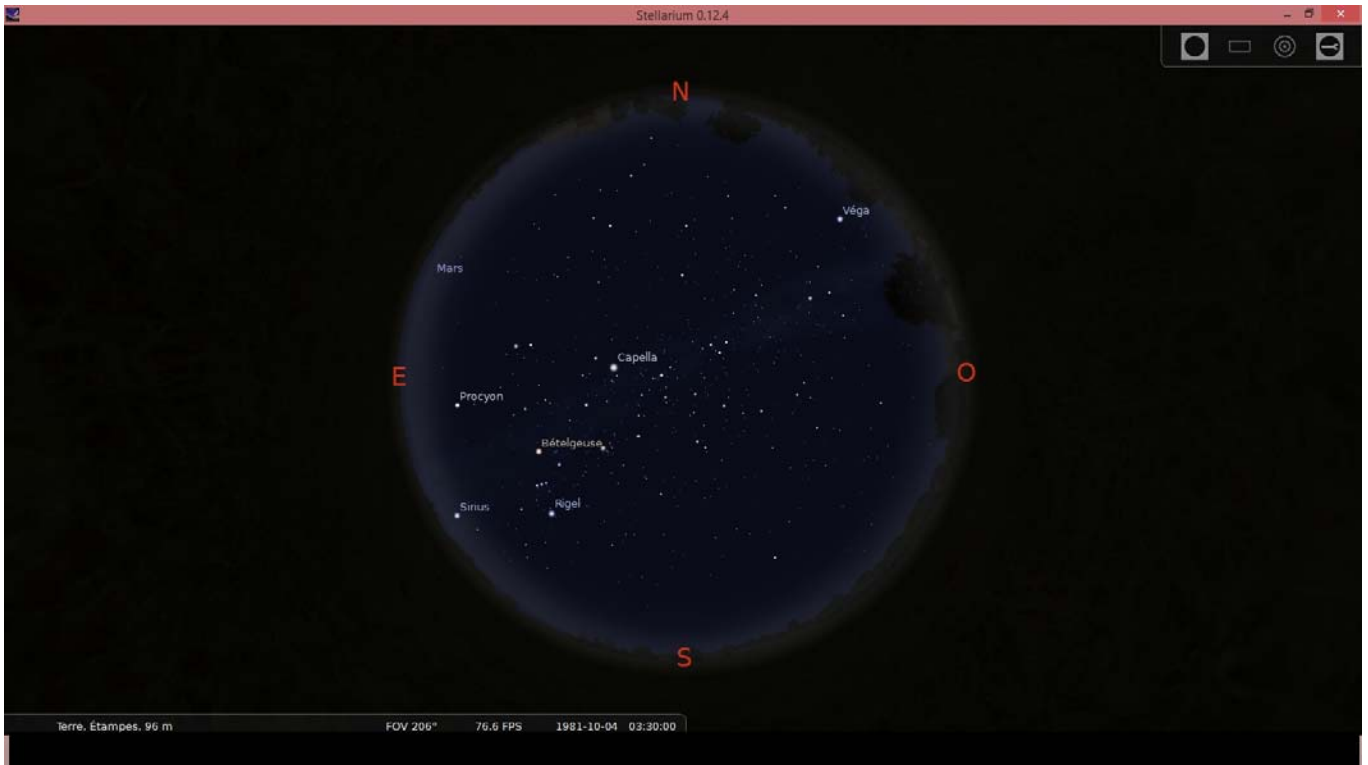 Stellarium 0.12.4
N
Véga
Mars
Capella
E
O
Procyon
Bételgeuse
Sirius
Rigel
S
Terre, Étampes, 96 m FOV 206° 76.6 FPS 1981-10-04 03:30:00